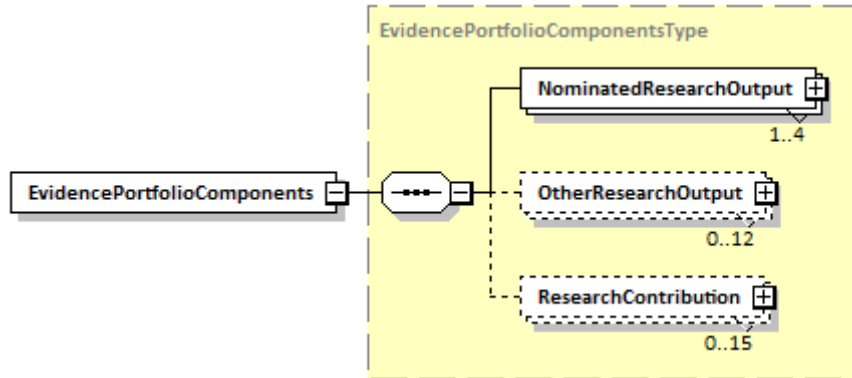 EvidencePortfolioComponentsType
NominatedResearchOutput
1..4
EvidencePortfolioComponents
OtherResearchOutput
0..12
ResearchContribution
0..15